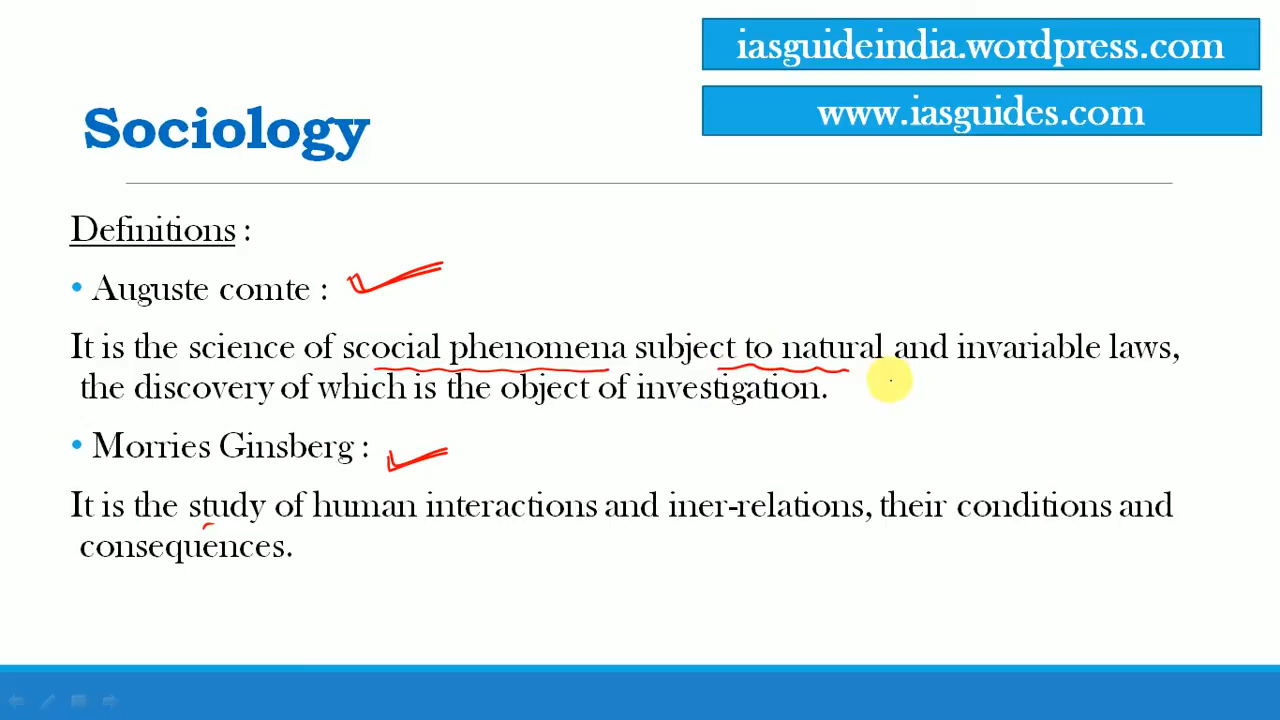 iasguideindia.wordpress.com
www.iasguides.com
Sociology
Definitions :
• Auguste comte :
It is the science of scocial phenomena subject to natural and invariable laws,
the discovery of which is the object of investigation.
• Morries Ginsberg :
It is the study of human interactions and iner-relations, their conditions and
consequences.